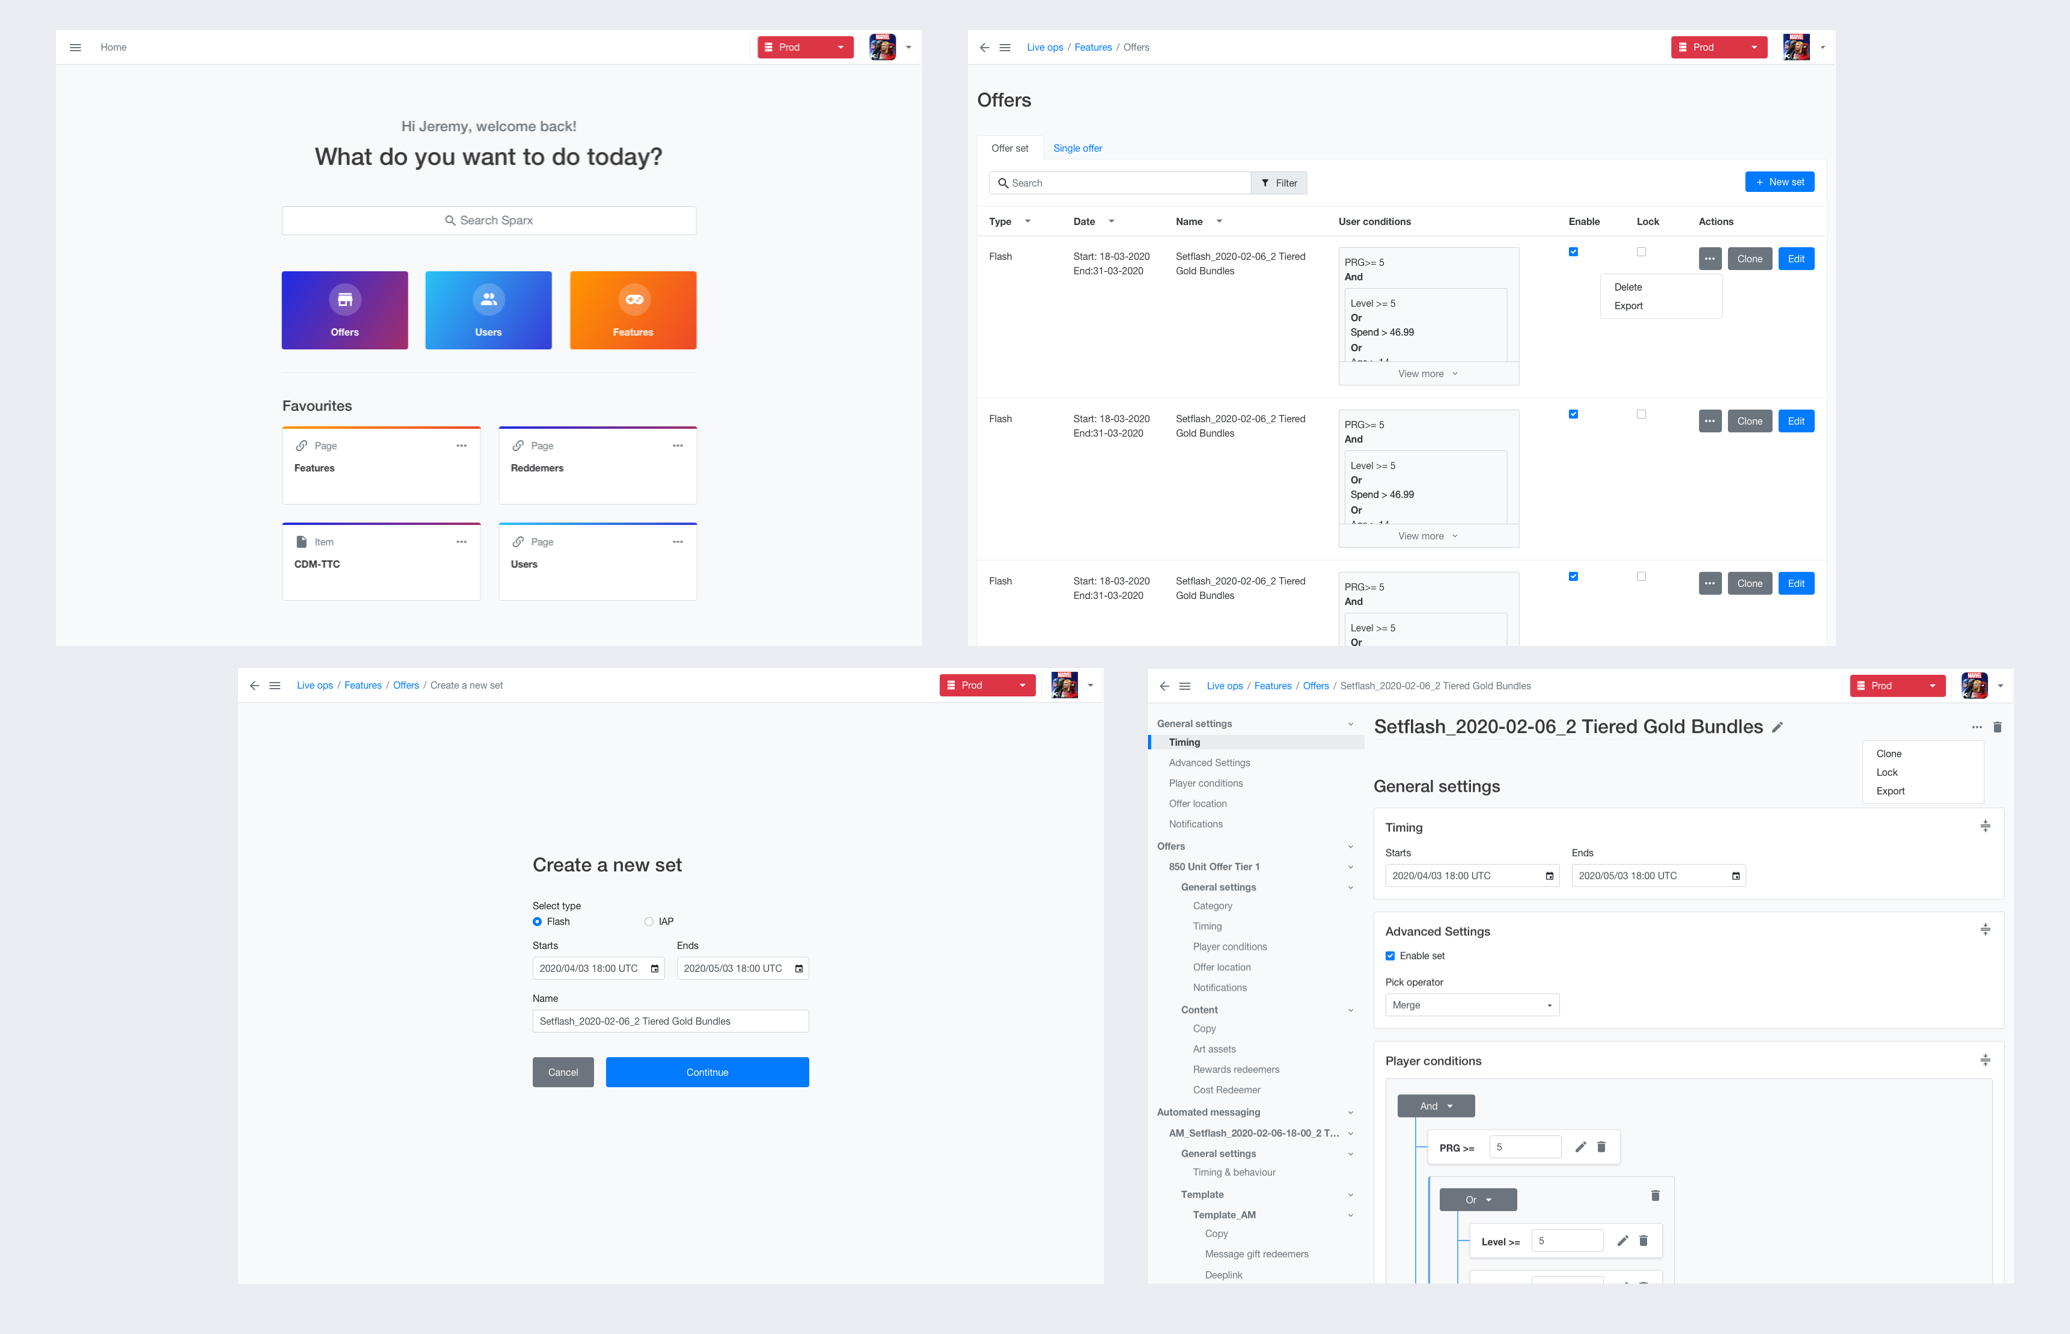 Home
Prod
MARVEL
Hi Jeremy, welcome back!
What do you want to do today?
Search Sparx
Offers
Users
Features
Favourites
Page
Features
Page
Reddemers
Item
CDM-TTC
Page
Users
Live ops / Features / Offers
Prod
MARVEL
Offers
Offer set
Single offer
Search
Filter
+ New set
Type
Date
Name
User conditions
Enable
Lock
Actions
Flash
Start: 18-03-2020
End:31-03-2020
Setflash_2020-02-06_2 Tiered
Gold Bundles
PRG>= 5
And
Level >= 5
Or
Spend > 46.99
Or
View more
Clone
Edit
Delete
Export
Flash
Start: 18-03-2020
End:31-03-2020
Setflash_2020-02-06_2 Tiered
Gold Bundles
PRG>= 5
And
Level >= 5
Or
Spend > 46.99
Or
View more
Clone
Edit
Flash
Start: 18-03-2020
End:31-03-2020
Setflash_2020-02-06_2 Tiered
Gold Bundles
PRG>= 5
And
Level >= 5
Or
Clone
Edit
Live ops / Features / Offers / Create a new set
Prod
MARVEL
Create a new set
Select type
Flash
IAP
Starts
Ends
2020/04/03 18:00 UTC
2020/05/03 18:00 UTC
Name
Setflash_2020-02-06_2 Tiered Gold Bundles
Cancel
Contitnue
Live ops / Features / Offers / Setflash_2020-02-06_2 Tiered Gold Bundles
Prod
MARVEL
General settings
Timing
Advanced Settings
Player conditions
Offer location
Notifications
Offers
850 Unit Offer Tier 1
General settings
Category
Timing
Player conditions
Offer location
Notifications
Content
Copy
Art assets
Rewards redeemers
Cost Redeemer
Automated messaging
AM_Setflash_2020-02-06-18-00_2 T...
General settings
Timing & behaviour
Template
Template_AM
Copy
Message gift redeemers
Deeplink
Setflash_2020-02-06_2 Tiered Gold Bundles
Clone
Lock
Export
General settings
Timing
Starts
Ends
2020/04/03 18:00 UTC
2020/05/03 18:00 UTC
Advanced Settings
Enable set
Pick operator
Merge
Player conditions
And
PRG >= 5
Or
Level >= 5